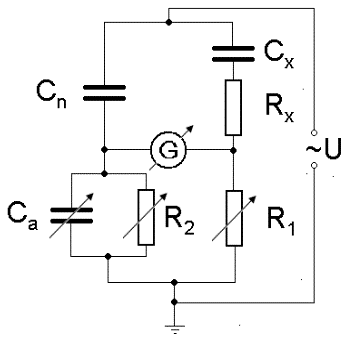 Cₙ
Cₓ
Rₓ
G
~U
Cₐ
R₂
R₁